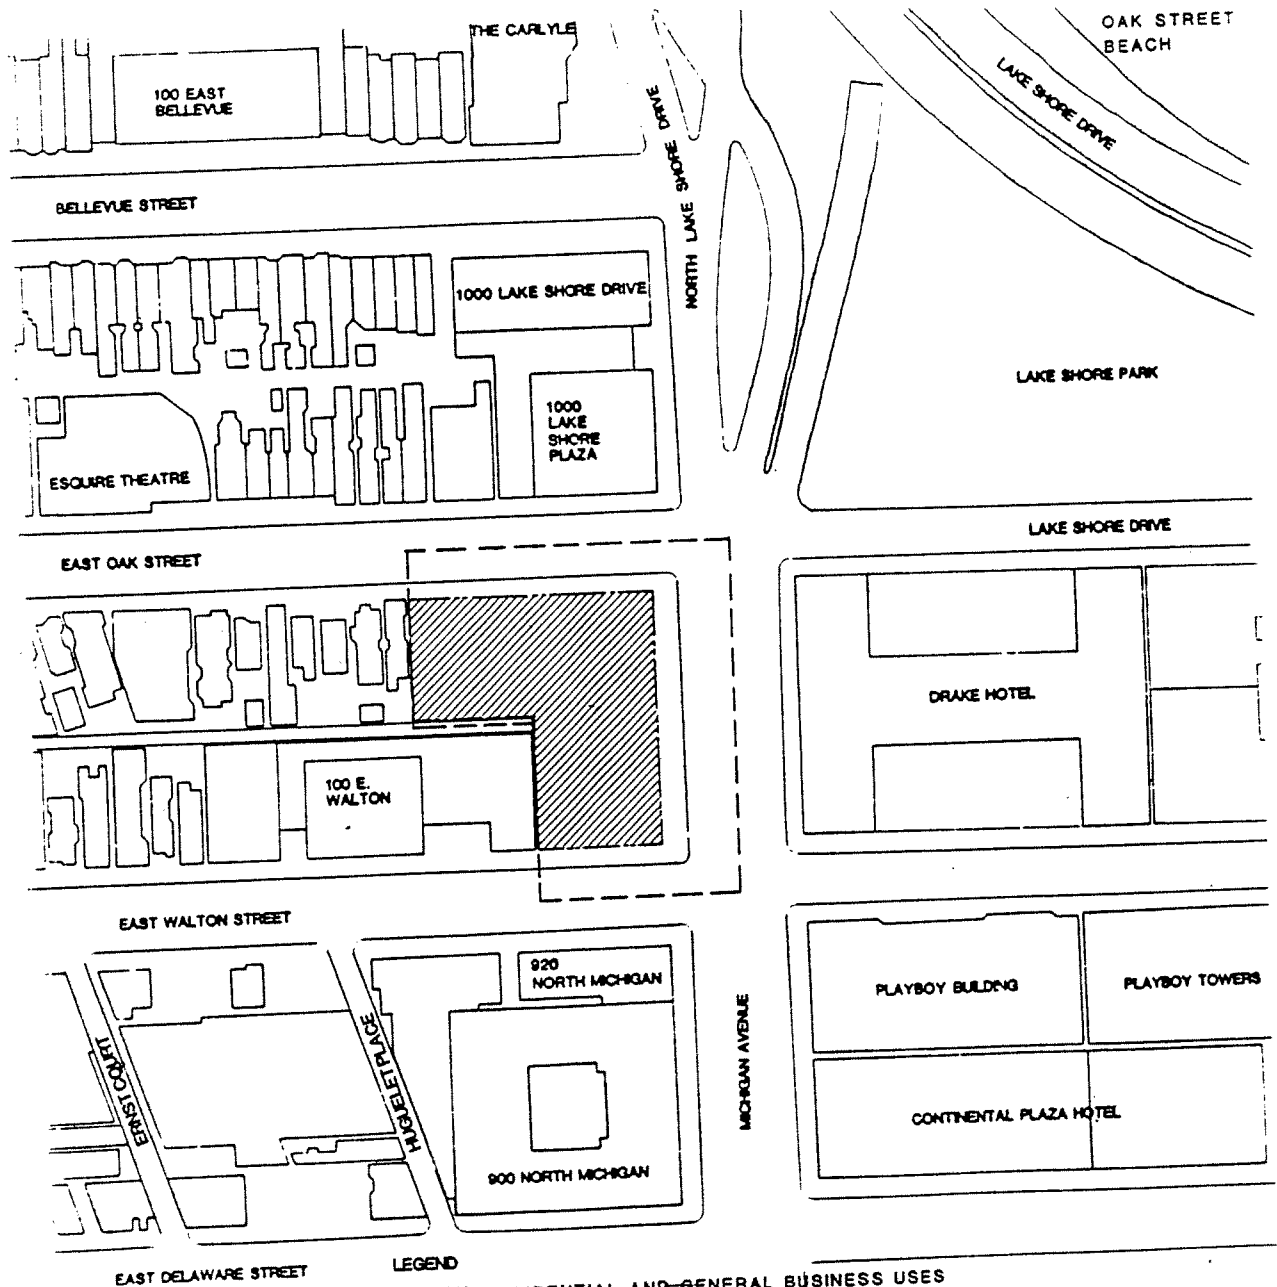 THE CARLYLE
OAK STREET
BEACH
100 EAST
BELLEVUE
LAKE SHORE DRIVE
NORTH LAKE SHORE DRIVE
BELLEVUE STREET
1000 LAKE SHORE DRIVE
LAKE SHORE PARK
1000
LAKE
SHORE
PLAZA
ESQUIRE THEATRE
LAKE SHORE DRIVE
EAST OAK STREET
DRAKE HOTEL
100 E.
WALTON
EAST WALTON STREET
920
NORTH MICHIGAN
PLAYBOY BUILDING
PLAYBOY TOWERS
ERNST COURT
HUGUELET PLACE
MICHIGAN AVENUE
CONTINENTAL PLAZA HOTEL
900 NORTH MICHIGAN
EAST DELAWARE STREET
LEGEND
AND GENERAL BUSINESS USES